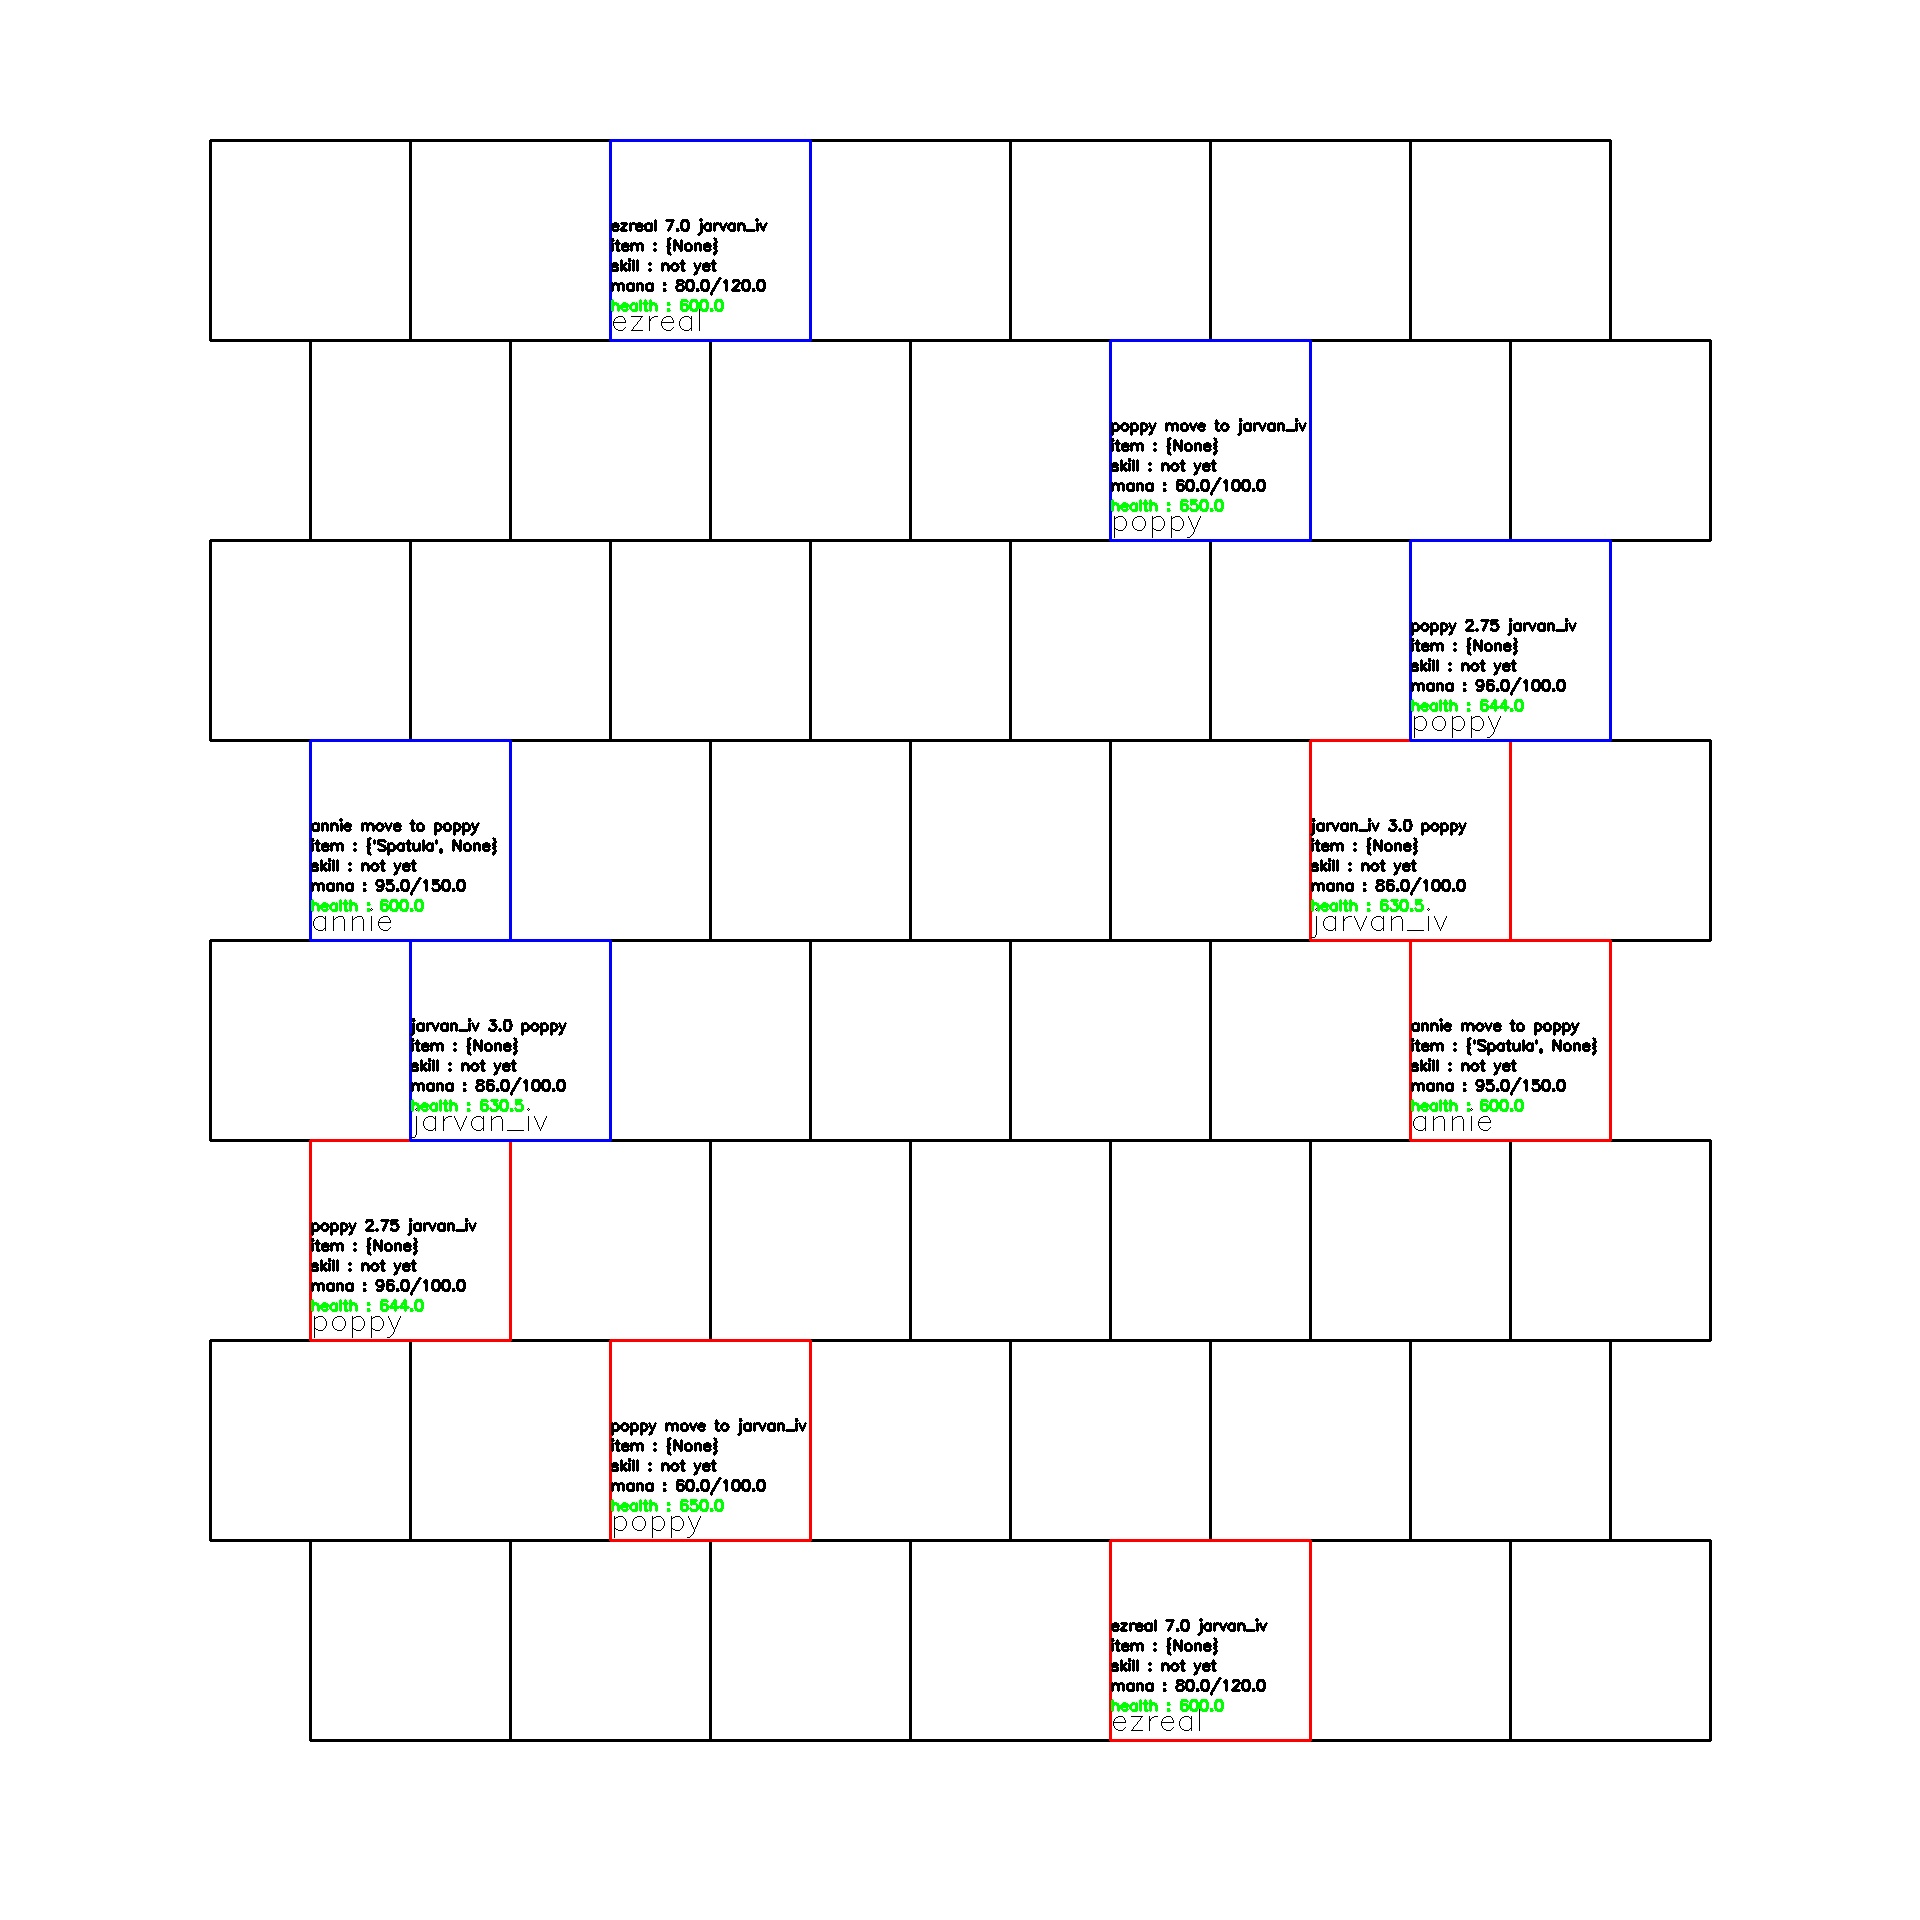 ezreal 7.0 jarvan_iv
item : {None}
skill : not yet
mana : 80.0/120.0
health : 600.0
ezreal
poppy move to jarvan_iv
item : {None}
skill : not yet
mana : 60.0/100.0
health : 650.0
poppy
poppy 2.75 jarvan_iv
item : {None}
skill : not yet
mana : 96.0/100.0
health : 644.0
poppy
annie move to poppy
item : {'Spatula', None}
skill : not yet
mana : 95.0/150.0
health : 600.0
annie
jarvan_iv 3.0 poppy
item : {None}
skill : not yet
mana : 86.0/100.0
health : 630.5
jarvan_iv
jarvan_iv 3.0 poppy
item : {None}
skill : not yet
mana : 86.0/100.0
health : 630.5
jarvan_iv
annie move to poppy
item : {'Spatula', None}
skill : not yet
mana : 95.0/150.0
health : 600.0
annie
poppy 2.75 jarvan_iv
item : {None}
skill : not yet
mana : 96.0/100.0
health : 644.0
poppy
poppy move to jarvan_iv
item : {None}
skill : not yet
mana : 60.0/100.0
health : 650.0
poppy
ezreal 7.0 jarvan_iv
item : {None}
skill : not yet
mana : 80.0/120.0
health : 600.0
ezreal